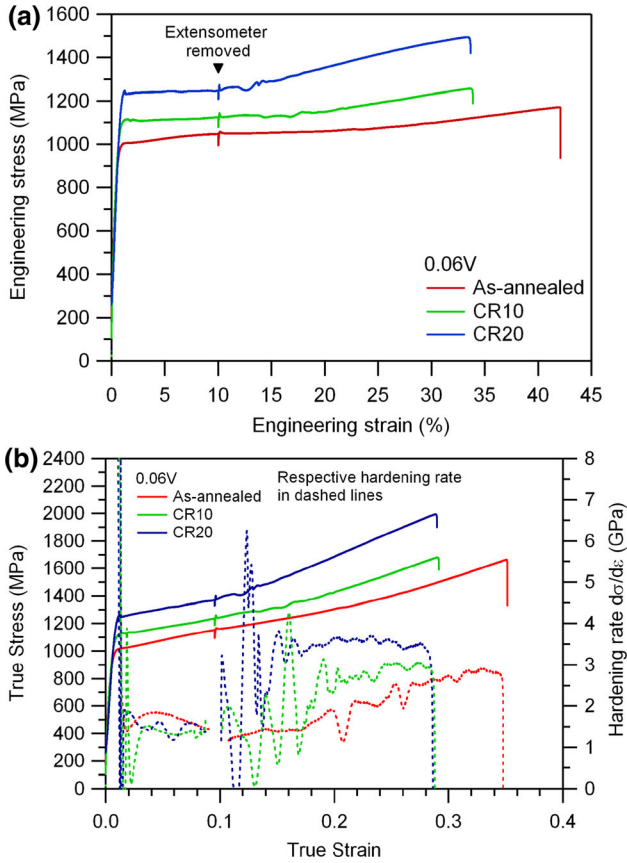 (a)
1600
1400
1200
1000
800
600
400
200
0
Engineering stress (MPa)
Extensometer
removed
0.06V
As-annealed
CR10
CR20
0 5 10 15 20 25 30 35 40 45
Engineering strain (%)
(b)
2400
2200
2000
1800
1600
1400
1200
1000
800
600
400
200
0
True Stress (MPa)
0.06V
As-annealed
CR10
CR20
Respective hardening rate
in dashed lines
8
7
6
5
4
3
2
1
0
Hardening rate dσ/dε (GPa)
0.0 0.1 0.2 0.3 0.4
True Strain